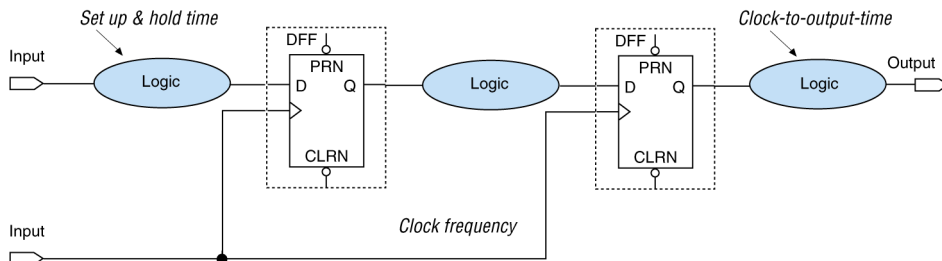 Set up & hold time
Clock-to-output-time
DFF
DFF
Input
PRN
PRN
Output
Logic
D
Q
Logic
D
Q
Logic
CLRN
CLRN
Input
Clock frequency